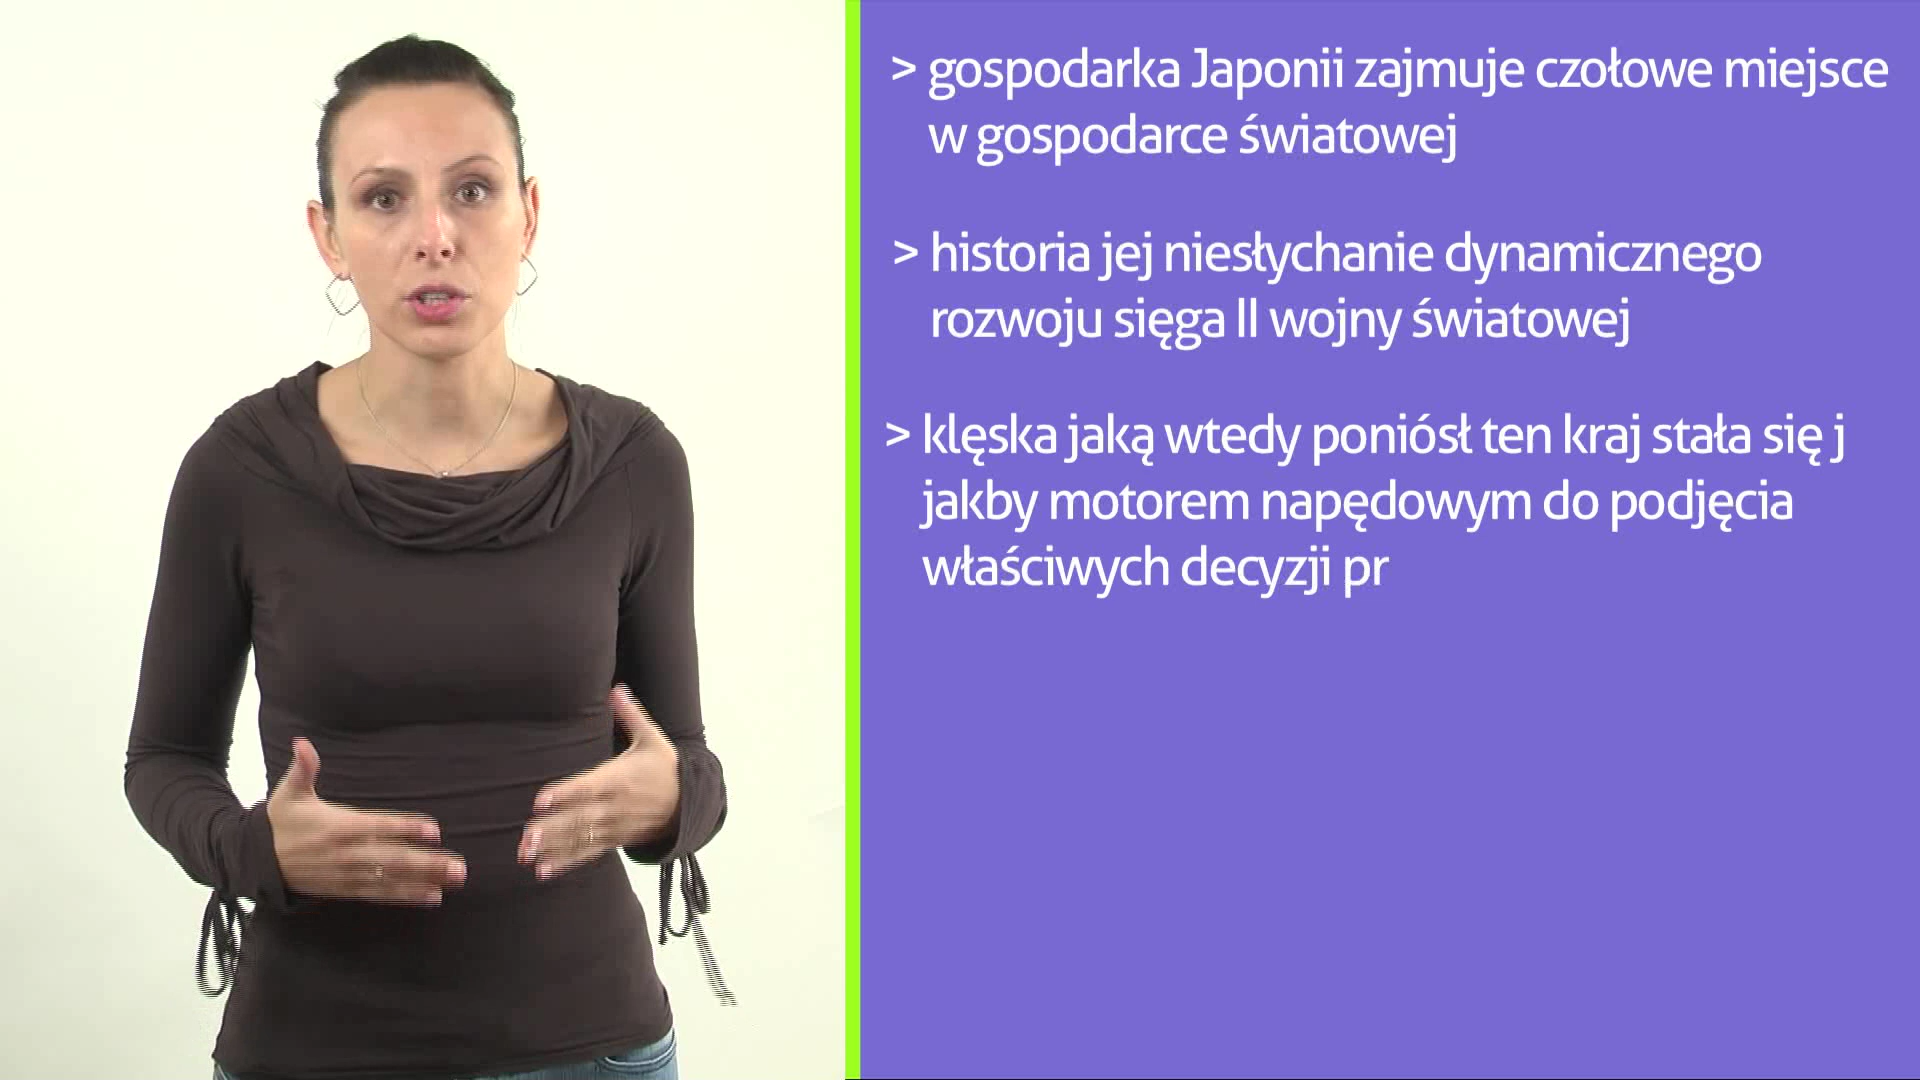 > gospodarka Japonii zajmuje czołowe miejsce
w gospodarce światowej
> historia jej niesłychanie dynamicznego
rozwoju sięga II wojny światowej
> klęska jaką wtedy poniósł ten kraj stała się j
jakby motorem napędowym do podjęcia
właściwych decyzji pr